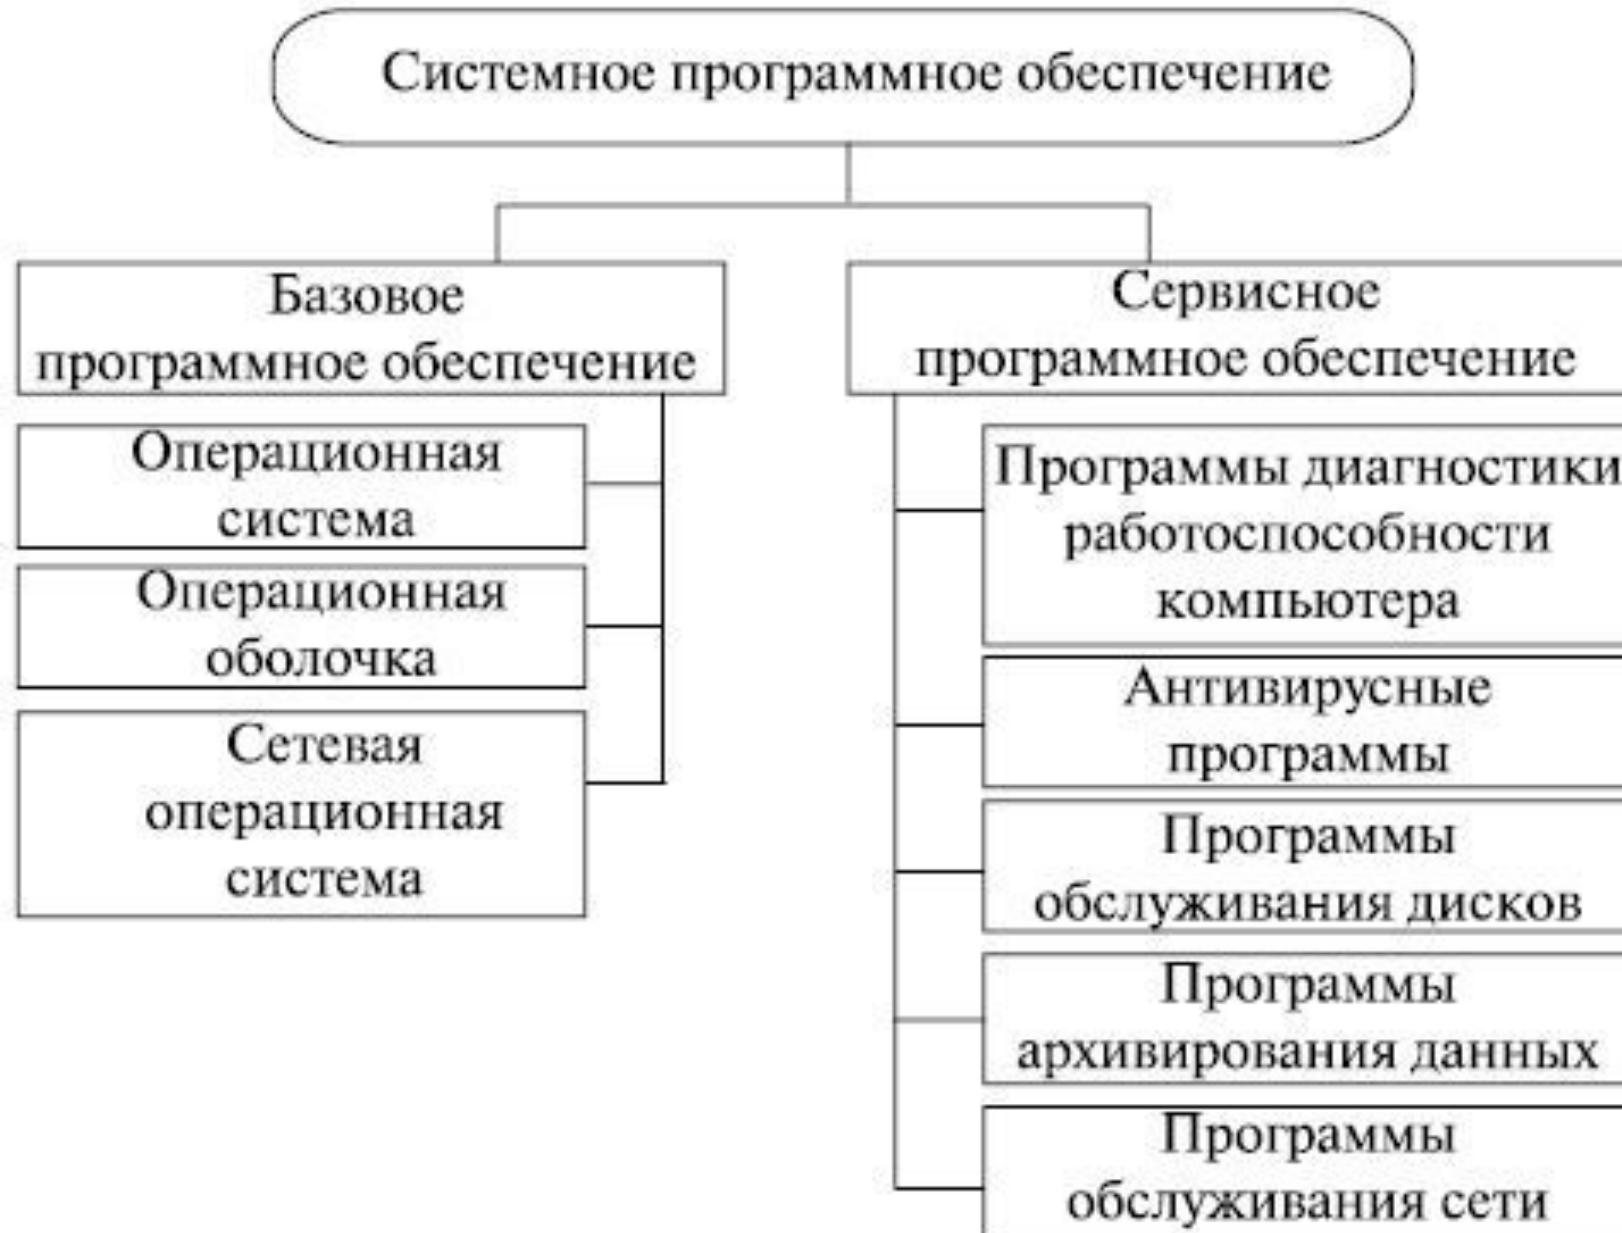 Системное программное обеспечение
Базовое
программное обеспечение
Операционная
система
Операционная
оболочка
Сетевая
операционная
система
Сервисное
программное обеспечение
Программы диагностики
работоспособности
компьютера
Антивирусные
программы
Программы
обслуживания дисков
Программы
архивирования данных
Программы
обслуживания сети